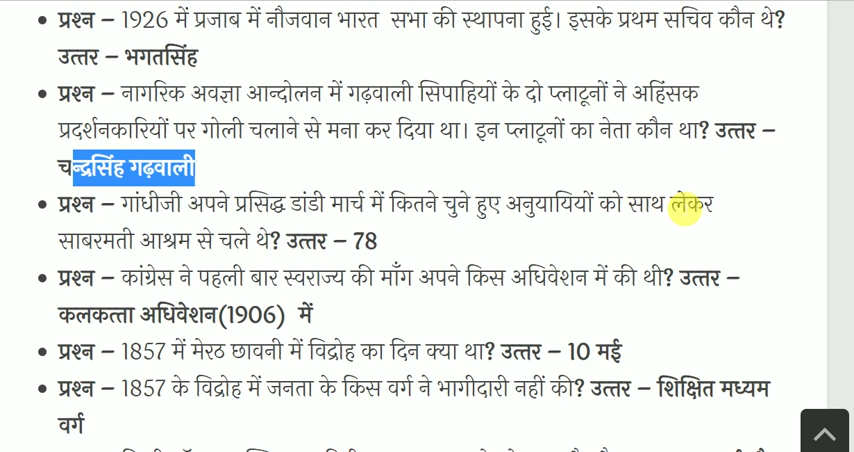 प्रश्न – 1926 में प्रजाब में नौजवान भारत सभा की स्थापना हुई। इसके प्रथम सचिव कौन थे?
उत्तर – भगतसिंह
प्रश्न – नागरिक अवज्ञा आन्दोलन में गढ़वाली सिपाहियों के दो प्लाटूनों ने अहिंसक
प्रदर्शनकारियों पर गोली चलाने से मना कर दिया था। इन प्लाटूनों का नेता कौन था? उत्तर –
चन्द्रसिंह गढ़वाली
प्रश्न – गांधीजी अपने प्रसिद्ध डांडी मार्च में कितने चुने हुए अनुयायियों को साथ लेकर
साबरमती आश्रम से चले थे? उत्तर – 78
प्रश्न – कांग्रेस ने पहली बार स्वराज्य की माँग अपने किस अधिवेशन में की थी? उत्तर –
कलकत्ता अधिवेशन(1906) में
प्रश्न – 1857 में मेरठ छावनी में विद्रोह का दिन क्या था? उत्तर – 10 मई
प्रश्न – 1857 के विद्रोह में जनता के किस वर्ग ने भागीदारी नहीं की? उत्तर – शिक्षित मध्यम
वर्ग